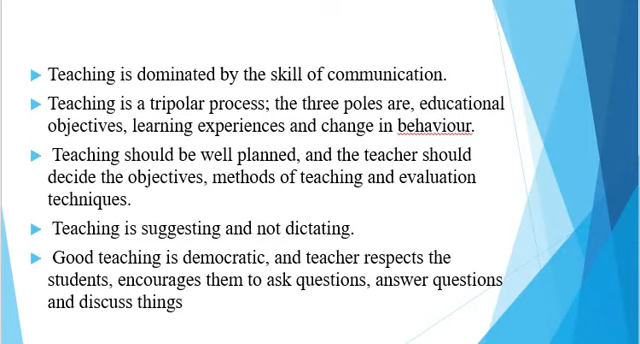 Teaching is dominated by the skill of communication.
Teaching is a tripolar process; the three poles are, educational
objectives, learning experiences and change in behaviour.
Teaching should be well planned, and the teacher should
decide the objectives, methods of teaching and evaluation
techniques.
Teaching is suggesting and not dictating.
Good teaching is democratic, and teacher respects the
students, encourages them to ask questions, answer questions
and discuss things